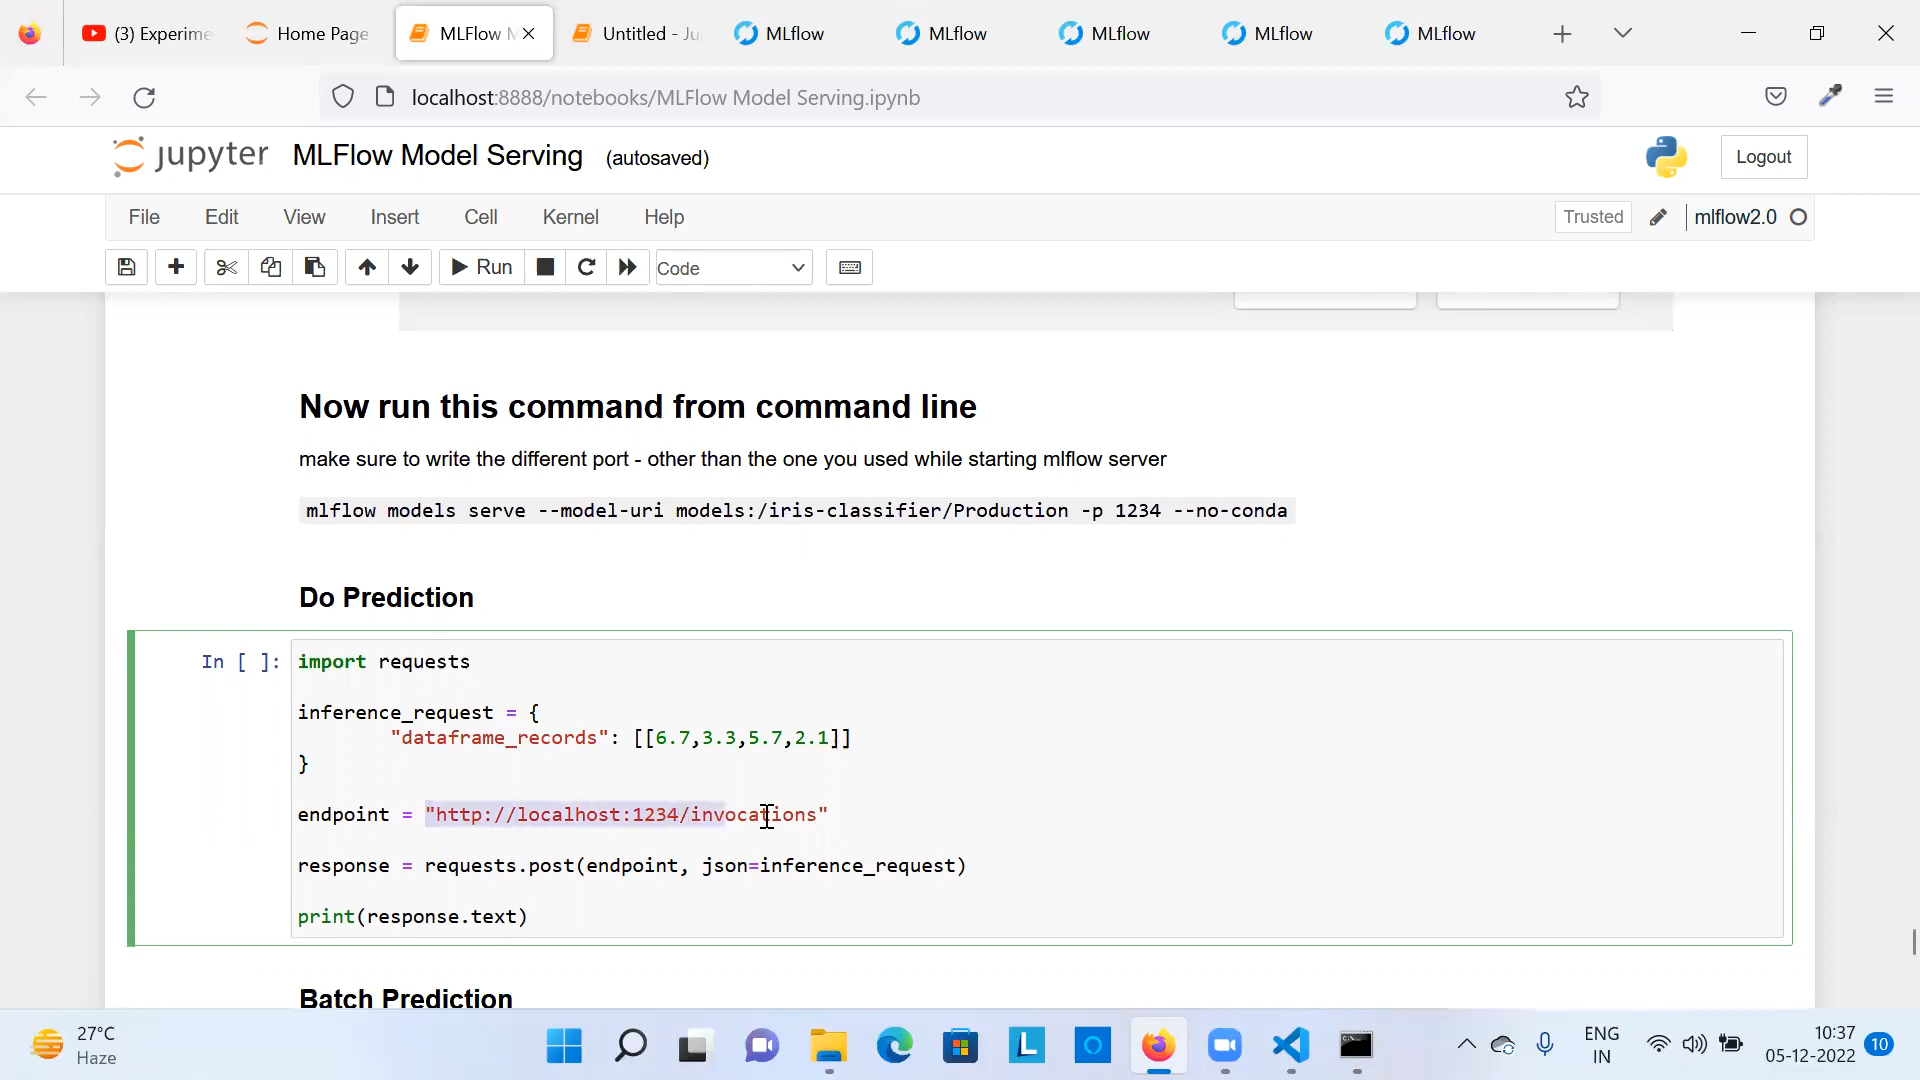 (3) Experime
Home Page
MLFlow M
Untitled - Ju
MLflow
MLflow
MLflow
MLflow
MLflow
localhost:8888/notebooks/MLFlow Model Serving.ipynb
jupyter
MLFlow Model Serving
(autosaved)
Logout
File
Edit
View
Insert
Cell
Kernel
Help
Trusted
mlflow2.0
Run
Code
Now run this command from command line
make sure to write the different port - other than the one you used while starting mlflow server
mlflow models serve --model-uri models:/iris-classifier/Production -p 1234 --no-conda
Do Prediction
In [ ]:
import requests
inference_request = {
"dataframe_records": [[6.7,3.3,5.7,2.1]]
}
endpoint = "http://localhost:1234/invocations"
response = requests.post(endpoint, json=inference_request)
print(response.text)
Batch Prediction
27°C
Haze
L
ENG
IN
10:37
05-12-2022
10